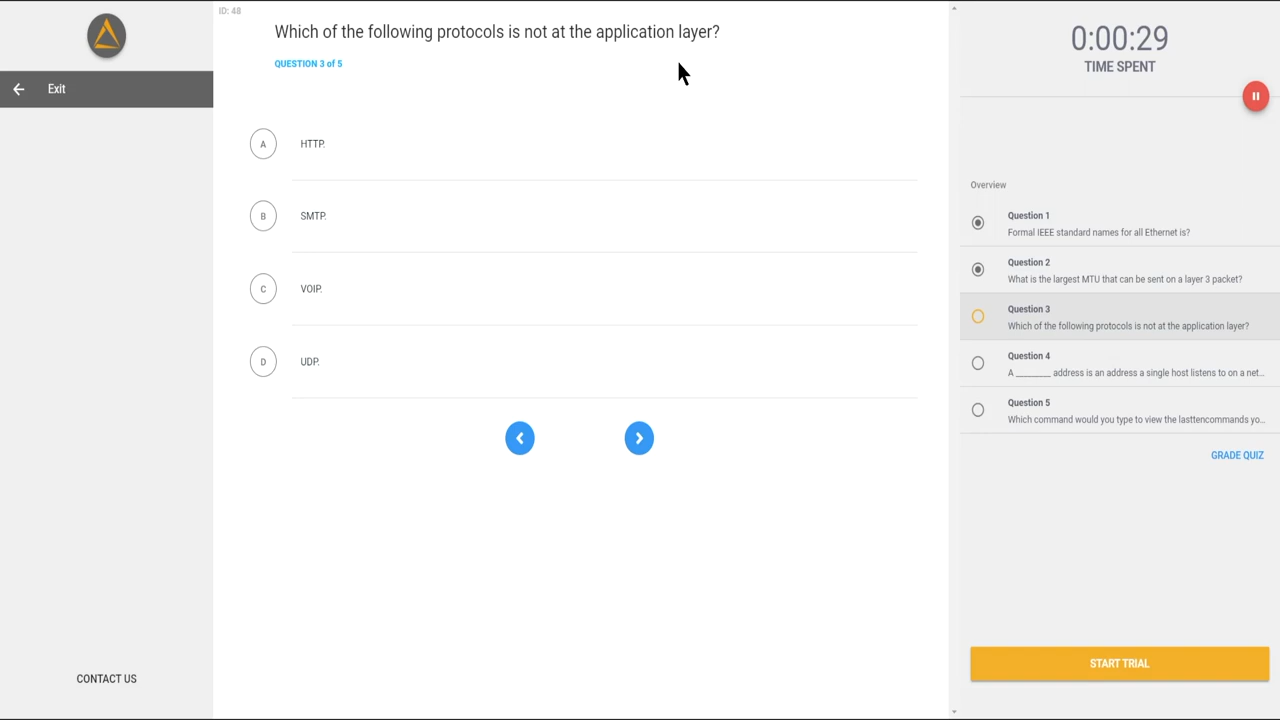 ID: 48
Which of the following protocols is not at the application layer?
QUESTION 3 of 5
Exit
A HTTP.
B SMTP.
C VOIP.
D UDP.
CONTACT US
0:00:29
TIME SPENT
Overview
Question 1
Formal IEEE standard names for all Ethernet is?
Question 2
What is the largest MTU that can be sent on a layer 3 packet?
Question 3
Which of the following protocols is not at the application layer?
Question 4
A ________ address is an address a single host listens to on a net...
Question 5
Which command would you type to view the lasttencommands yo...
GRADE QUIZ
START TRIAL